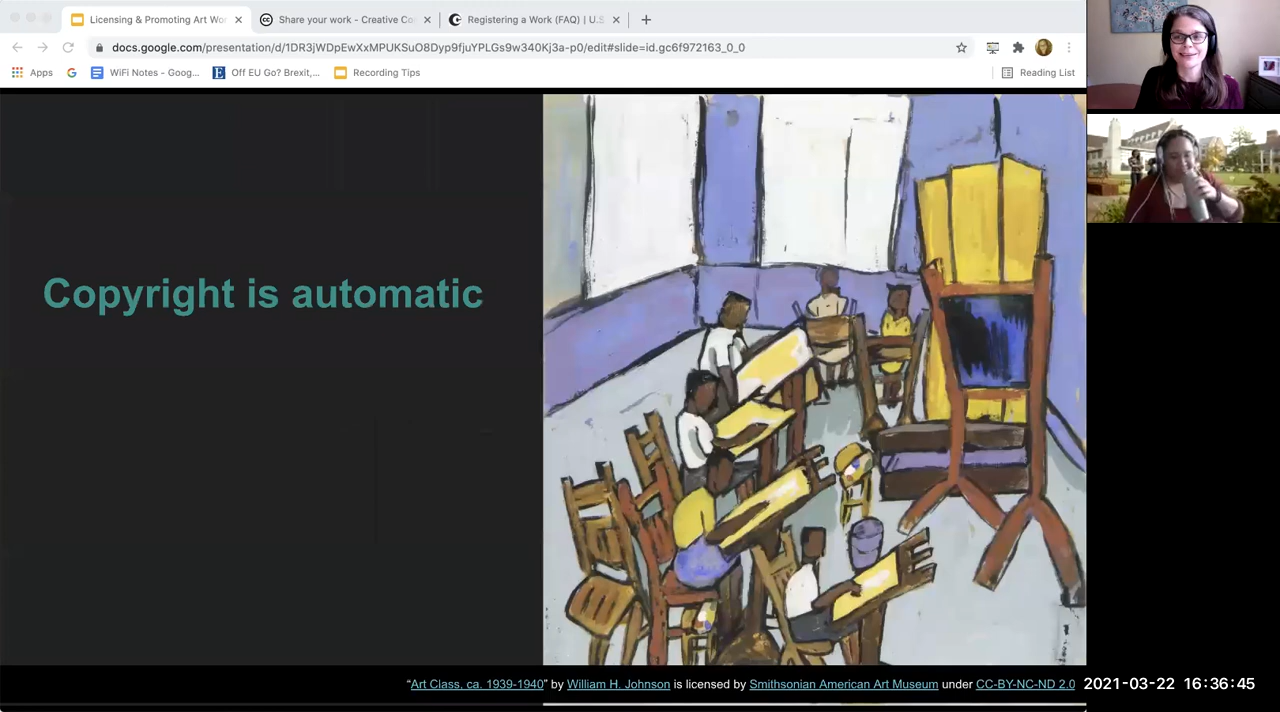 Licensing & Promoting Art Wor
Share your work - Creative Co
Registering a Work (FAQ) | U.S
docs.google.com/presentation/d/1DR3jWDpEwXxMPUKSuO8Dyp9fjuYPLGs9w340Kj3a-p0/edit#slide=id.gc6f972163_0_0
Apps
WiFi Notes - Goog...
Off EU Go? Brexit,...
Recording Tips
Reading List
Copyright is automatic
“Art Class, ca. 1939-1940” by William H. Johnson is licensed by Smithsonian American Art Museum under CC-BY-NC-ND 2.0
2021-03-22 16:36:45